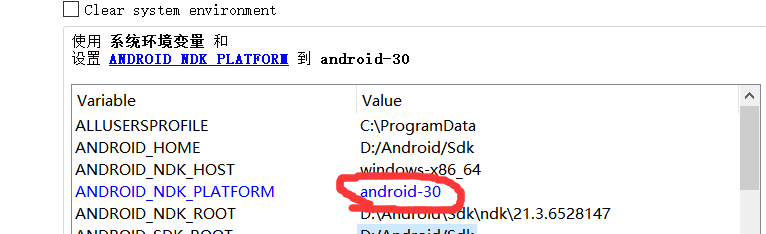 Clear system environment
使用 系统环境变量 和
设置 ANDROID_NDK_PLATFORM 到 android-30
Variable Value
ALLUSERSPROFILE C:\ProgramData
ANDROID_HOME D:/Android/Sdk
ANDROID_NDK_HOST windows-x86_64
ANDROID_NDK_PLATFORM android-30
ANDROID_NDK_ROOT D:\Android\Sdk\ndk\21.3.6528147
ANDROID_SDK_ROOT D:/Android/Sdk